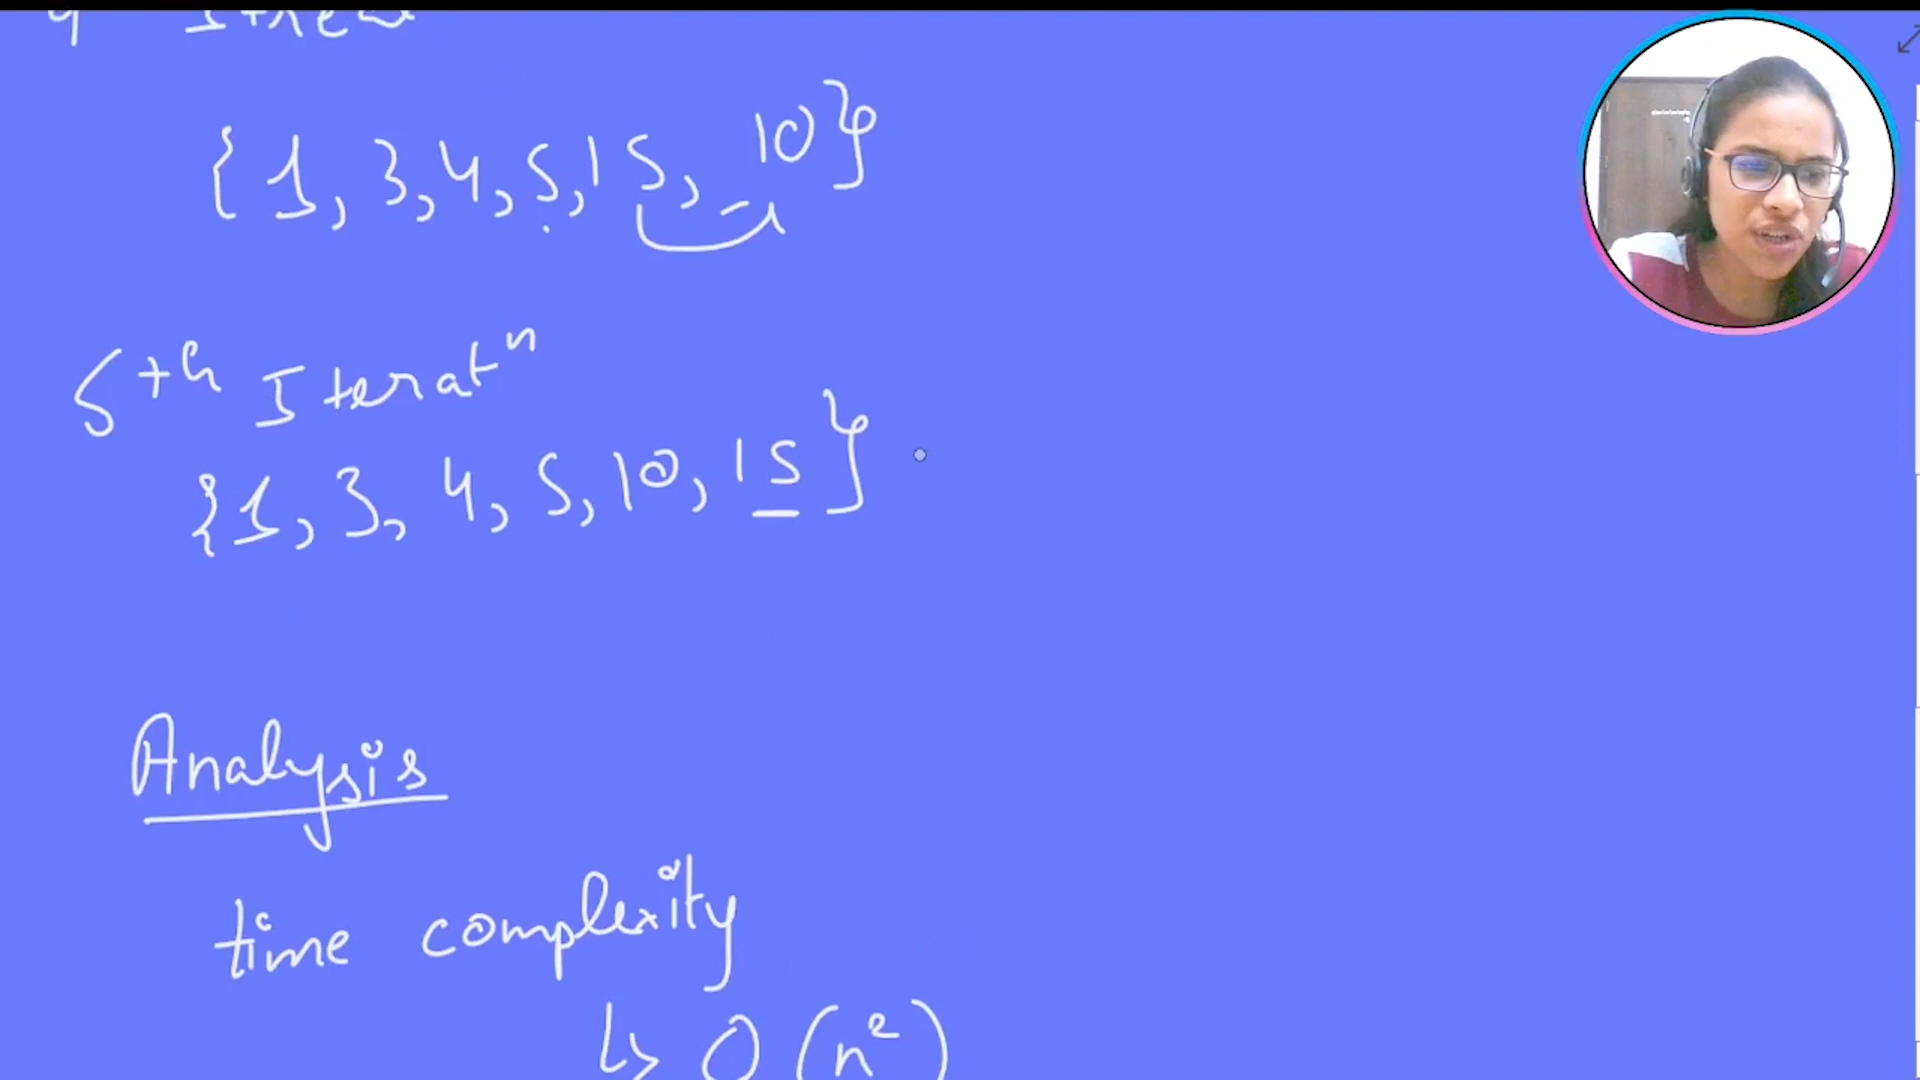 {1, 3, 4, 5, 15, 10}
5th Iteratn
{1, 3, 4, 5, 10, 15}
Analysis
time complexity
↳ O(n²)